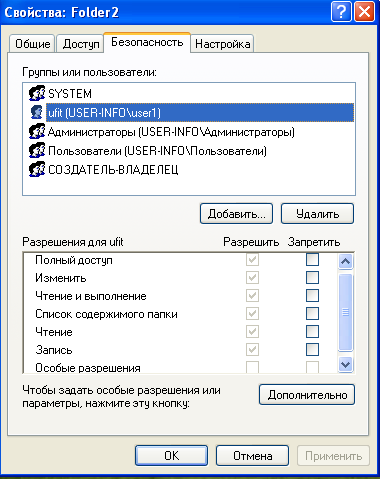 Свойства: Folder2
Общие Доступ Безопасность Настройка
Группы или пользователи:
SYSTEM
ufit (USER-INFO\user1)
Администраторы (USER-INFO\Администраторы)
Пользователи (USER-INFO\Пользователи)
СОЗДАТЕЛЬ-ВЛАДЕЛЕЦ
Добавить... Удалить
Разрешения для ufit Разрешить Запретить
Полный доступ
Изменить
Чтение и выполнение
Список содержимого папки
Чтение
Запись
Особые разрешения
Чтобы задать особые разрешения или
параметры, нажмите эту кнопку:
Дополнительно
OK Отмена Применить